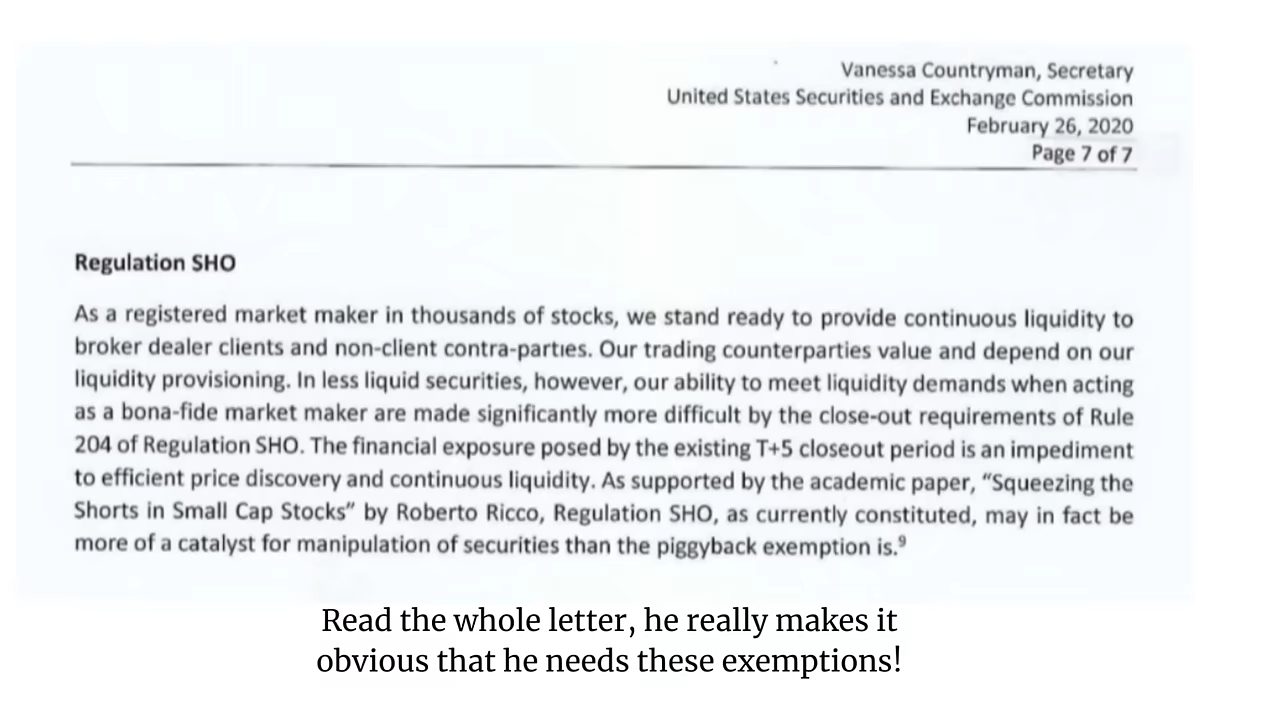 Vanessa Countryman, Secretary
United States Securities and Exchange Commission
February 26, 2020
Page 7 of 7
Regulation SHO
As a registered market maker in thousands of stocks, we stand ready to provide continuous liquidity to
broker dealer clients and non-client contra-parties. Our trading counterparties value and depend on our
liquidity provisioning. In less liquid securities, however, our ability to meet liquidity demands when acting
as a bona-fide market maker are made significantly more difficult by the close-out requirements of Rule
204 of Regulation SHO. The financial exposure posed by the existing T+5 closeout period is an impediment
to efficient price discovery and continuous liquidity. As supported by the academic paper, “Squeezing the
Shorts in Small Cap Stocks” by Roberto Ricco, Regulation SHO, as currently constituted, may in fact be
more of a catalyst for manipulation of securities than the piggyback exemption is.⁹
Read the whole letter, he really makes it
obvious that he needs these exemptions!